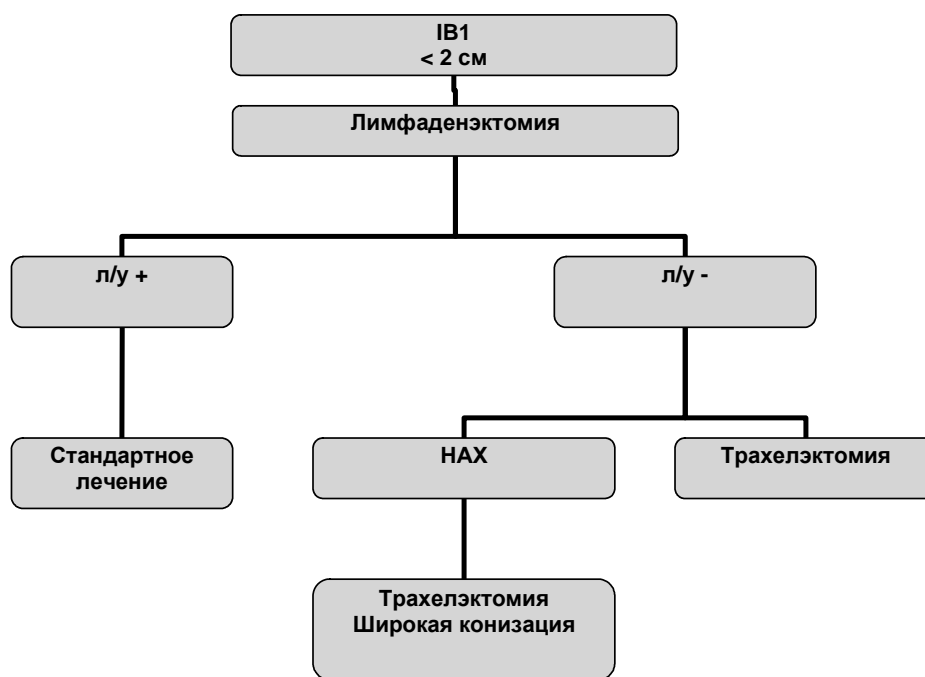 IB1
< 2 см
Лимфаденэктомия
л/у +
л/у -
Стандартное
лечение
НАХ
Трахелэктомия
Трахелэктомия
Широкая конизация